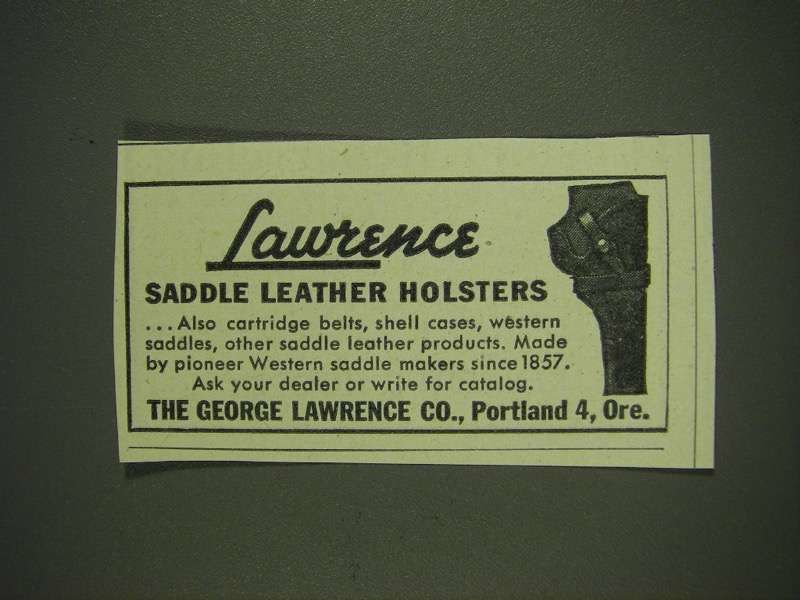 Lawrence
SADDLE LEATHER HOLSTERS
...Also cartridge belts, shell cases, western
saddles, other saddle leather products. Made
by pioneer Western saddle makers since 1857.
Ask your dealer or write for catalog.
THE GEORGE LAWRENCE CO., Portland 4, Ore.